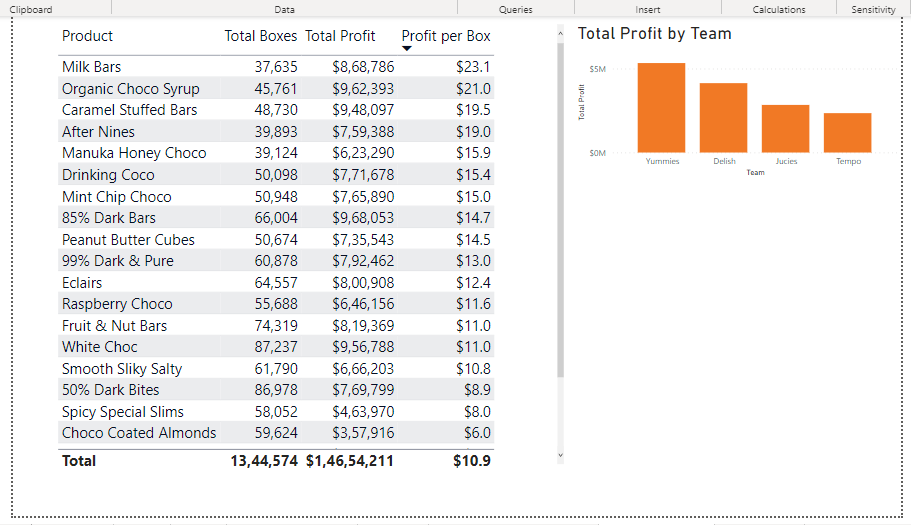 Clipboard Data Queries Insert Calculations Sensitivity
Product Total Boxes Total Profit Profit per Box
Milk Bars 37,635 $8,68,786 $23.1
Organic Choco Syrup 45,761 $9,62,393 $21.0
Caramel Stuffed Bars 48,730 $9,48,097 $19.5
After Nines 39,893 $7,59,388 $19.0
Manuka Honey Choco 39,124 $6,23,290 $15.9
Drinking Coco 50,098 $7,71,678 $15.4
Mint Chip Choco 50,948 $7,65,890 $15.0
85% Dark Bars 66,004 $9,68,053 $14.7
Peanut Butter Cubes 50,674 $7,35,543 $14.5
99% Dark & Pure 60,878 $7,92,462 $13.0
Eclairs 64,557 $8,00,908 $12.4
Raspberry Choco 55,688 $6,46,156 $11.6
Fruit & Nut Bars 74,319 $8,19,369 $11.0
White Choc 87,237 $9,56,788 $11.0
Smooth Sliky Salty 61,790 $6,66,203 $10.8
50% Dark Bites 86,978 $7,69,799 $8.9
Spicy Special Slims 58,052 $4,63,970 $8.0
Choco Coated Almonds 59,624 $3,57,916 $6.0
Total 13,44,574 $1,46,54,211 $10.9
Total Profit by Team
Total Profit
$5M
$0M
Yummies Delish Jucies Tempo
Team